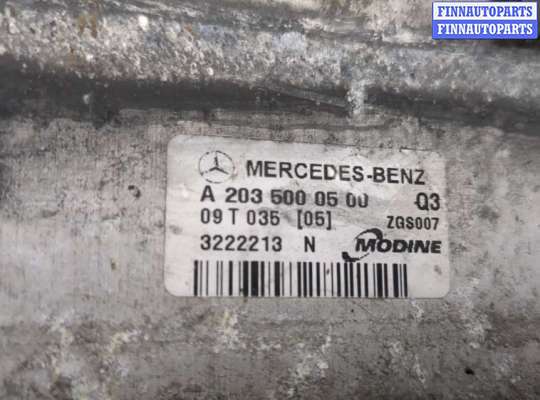 FINNAUTOPARTS
FINNAUTOPARTS
MERCEDES-BENZ
A 203 500 05 00 Q3
09 T 035 [05] ZGS007
3222213 N MODINE